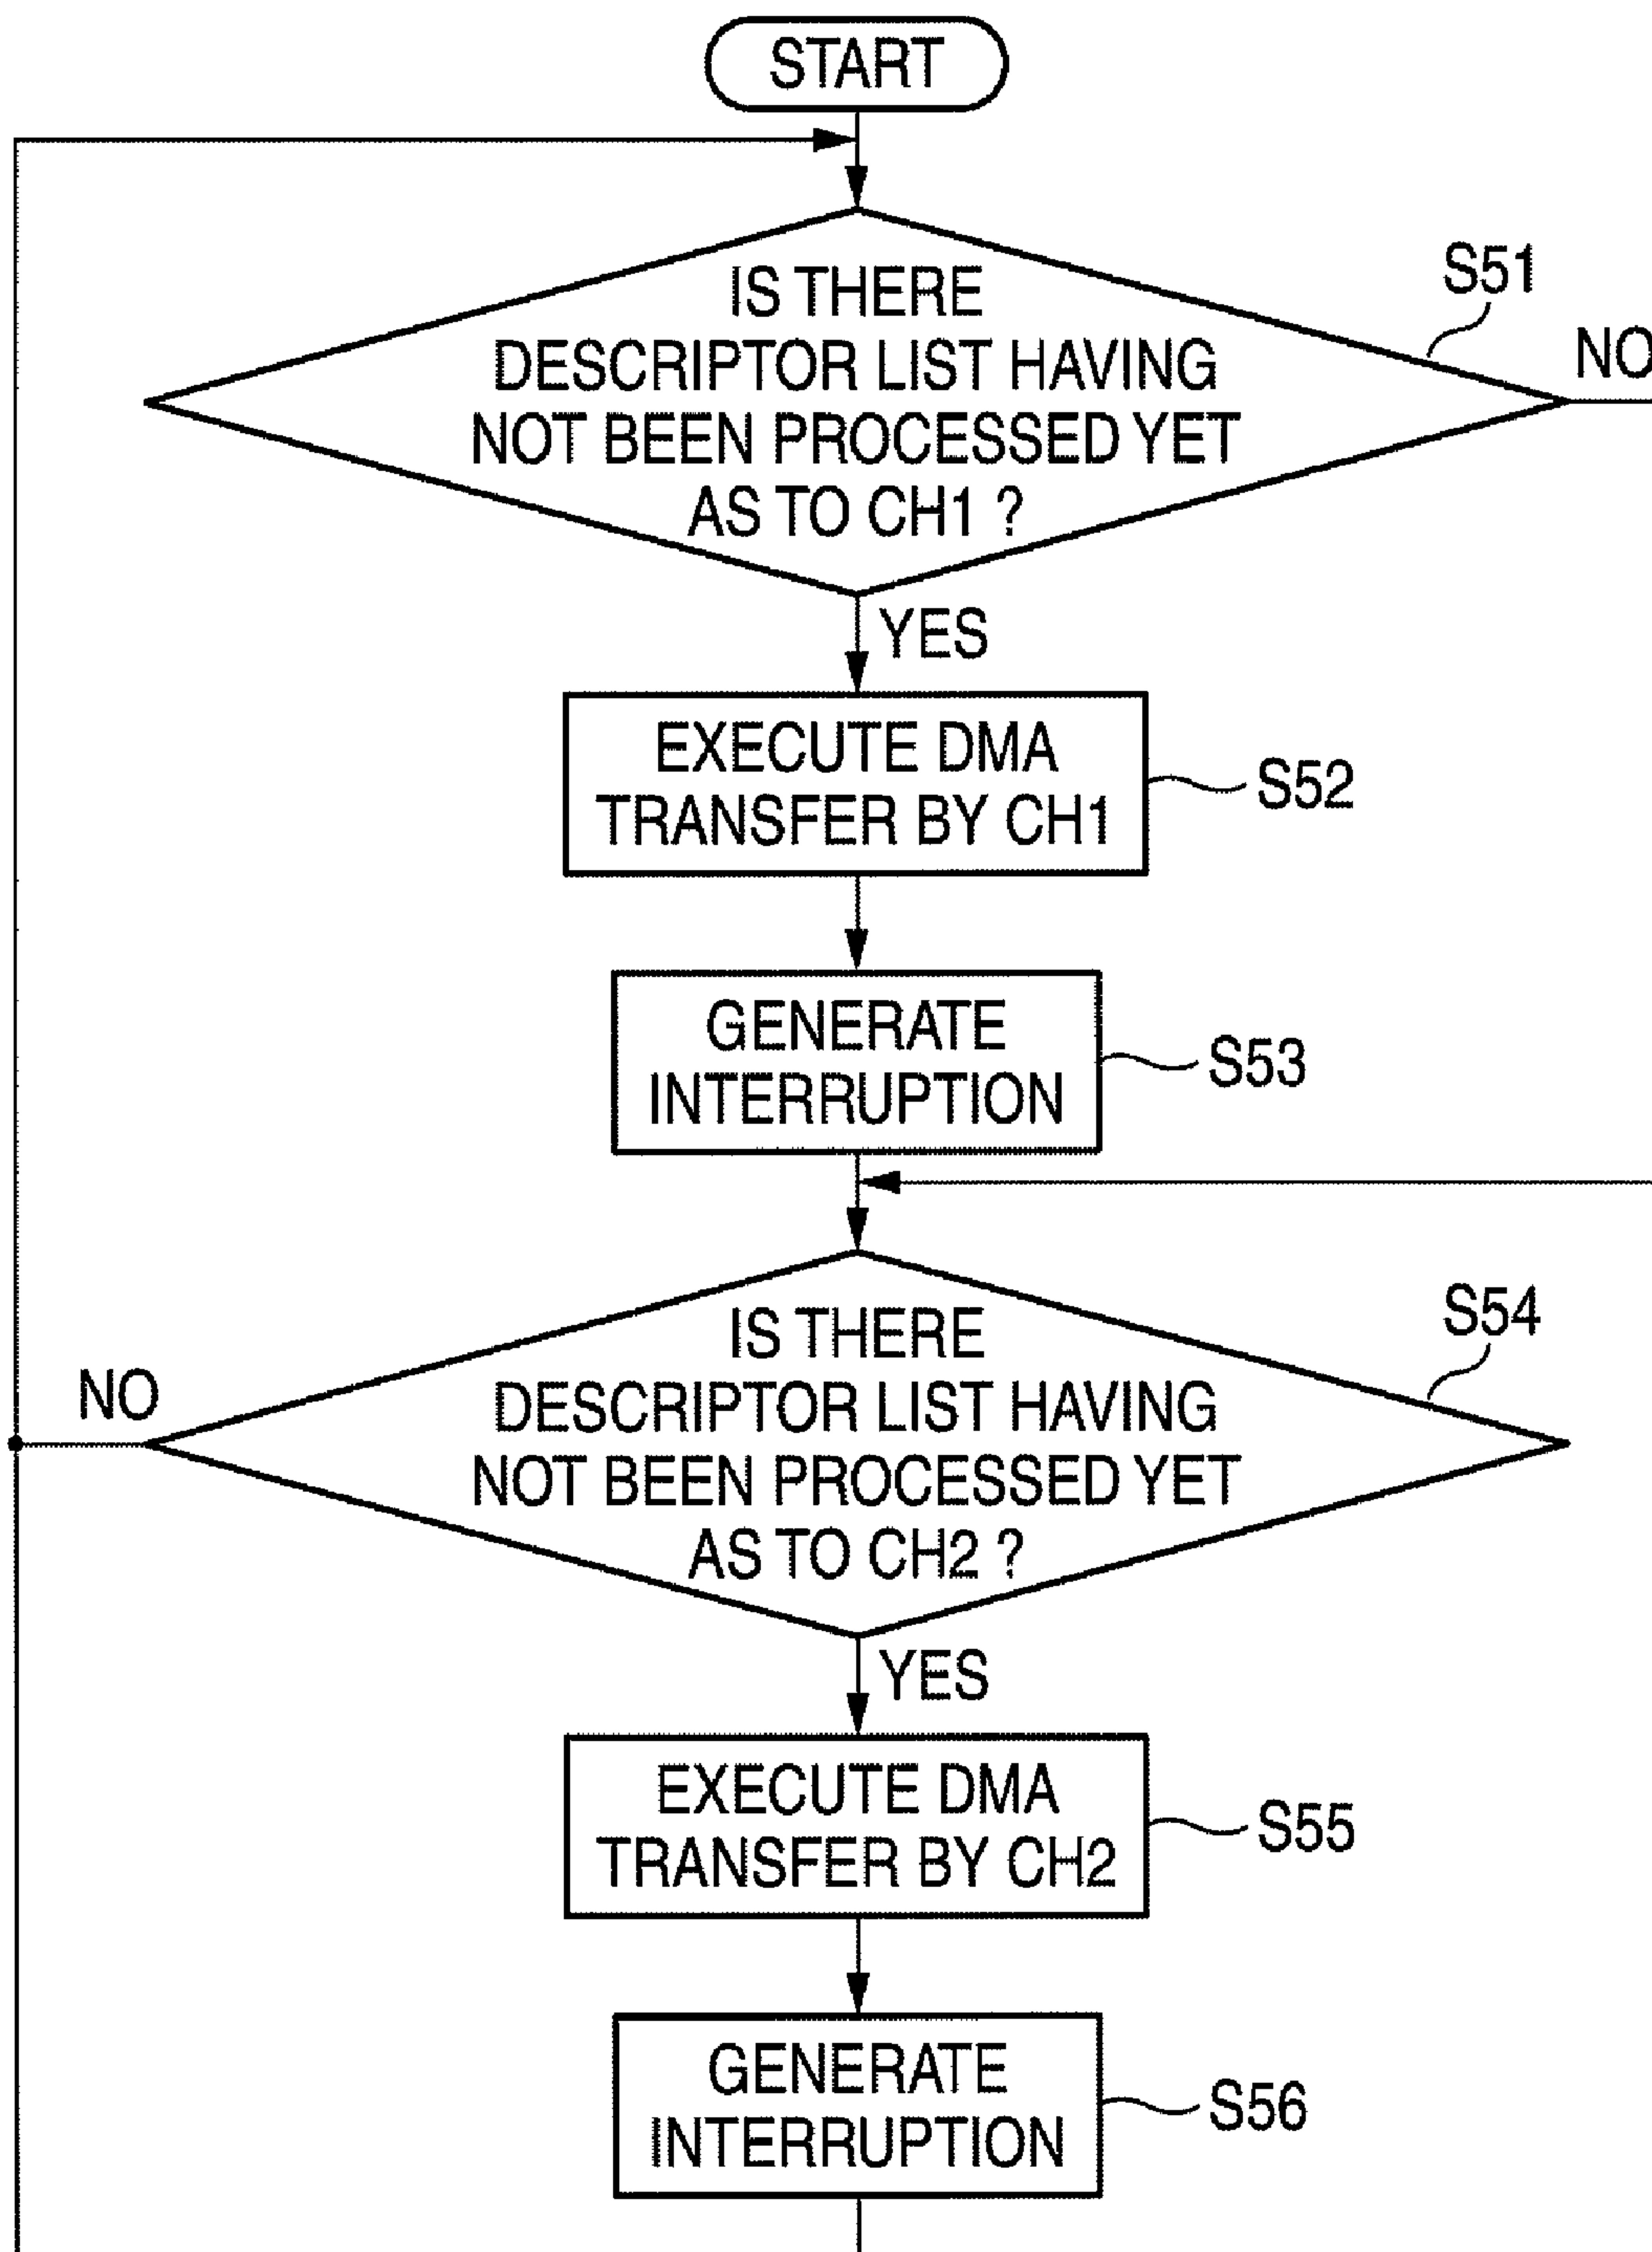 START
IS THERE
DESCRIPTOR LIST HAVING
NOT BEEN PROCESSED YET
AS TO CH1 ?
S51
NO
YES
EXECUTE DMA
TRANSFER BY CH1
S52
GENERATE
INTERRUPTION
S53
IS THERE
DESCRIPTOR LIST HAVING
NOT BEEN PROCESSED YET
AS TO CH2 ?
S54
NO
YES
EXECUTE DMA
TRANSFER BY CH2
S55
GENERATE
INTERRUPTION
S56